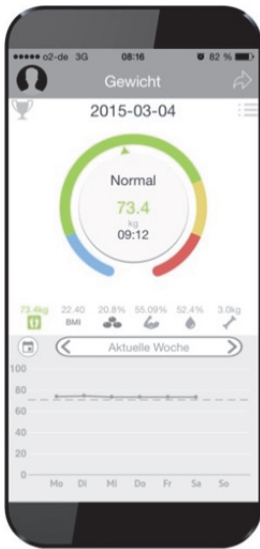 o2-de 3G 08:16 82 %
Gewicht
2015-03-04
Normal
73.4
kg
09:12
73.4kg 22.40 20.8% 55.09% 52.4% 3.0kg
BMI
Aktuelle Woche
100
80
60
40
20
0
Mo Di Mi Do Fr Sa So